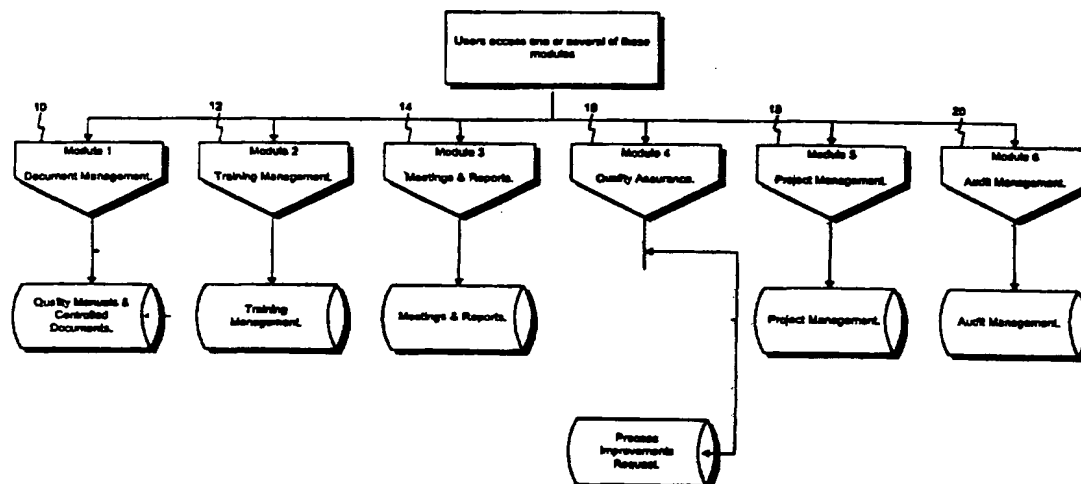 Users access one or several of these
modules
10
12
14
16
18
20
Module 1
Document Management.
Module 2
Training Management.
Module 3
Meetings & Reports.
Module 4
Quality Assurance.
Module 5
Project Management.
Module 6
Audit Management.
Quality Manuals &
Controlled
Documents.
Training
Management.
Meetings & Reports.
Project Management.
Audit Management.
Process
Improvements
Request.